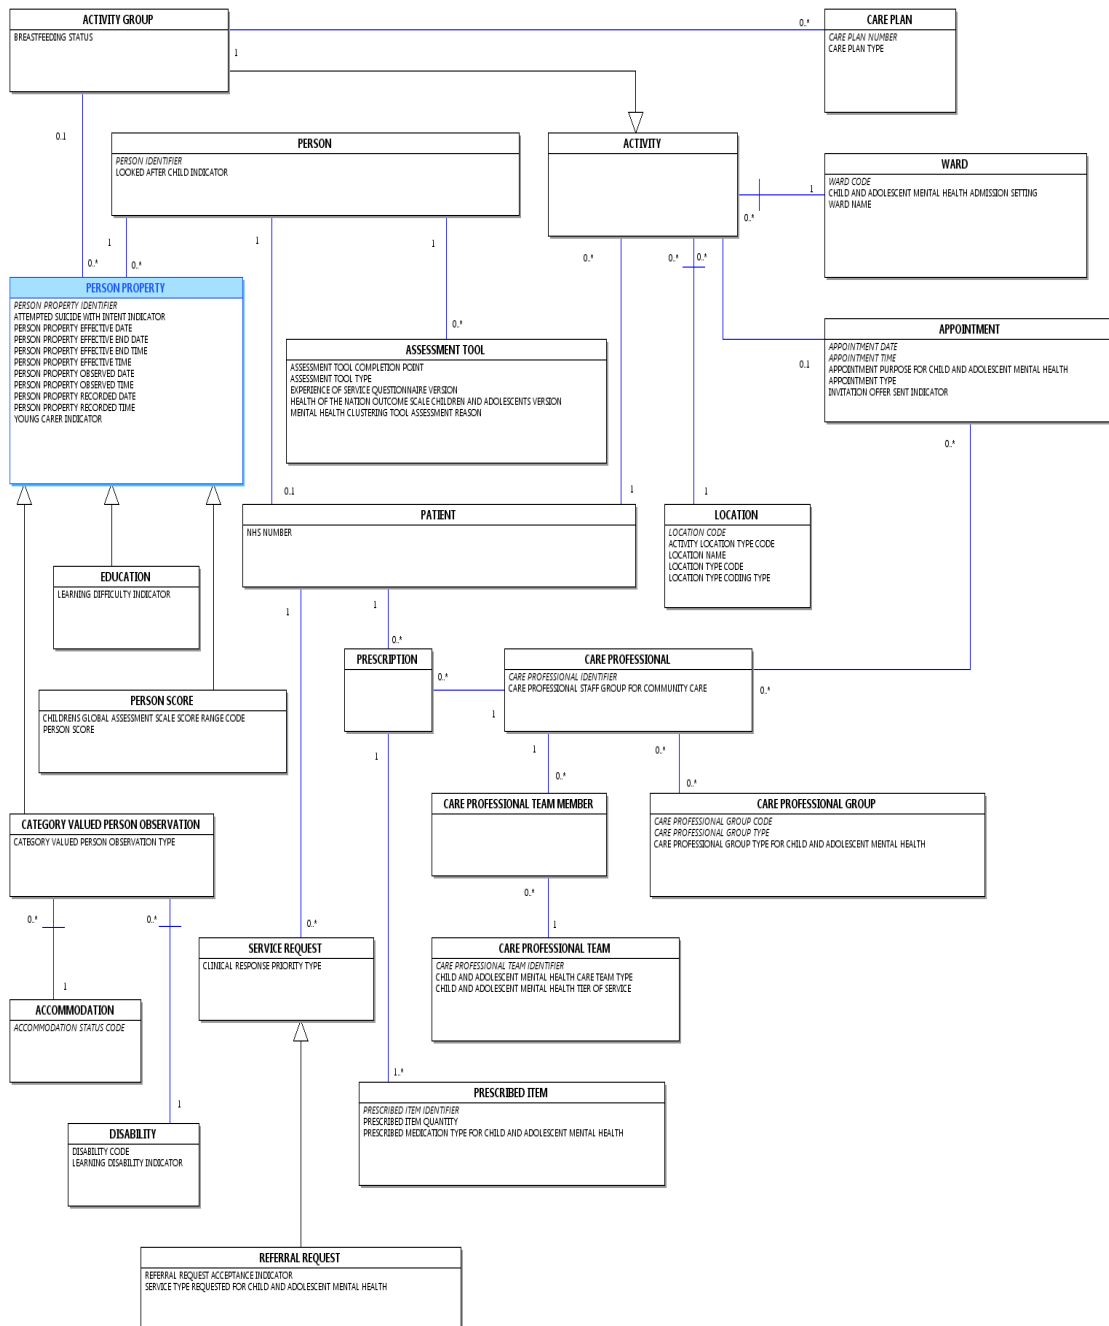 ACTIVITY GROUP
BREASTFEEDING STATUS
0..*
CARE PLAN
CARE PLAN NUMBER
CARE PLAN TYPE
1
0.1
PERSON
PERSON IDENTIFIER
LOOKED AFTER CHILD INDICATOR
ACTIVITY
WARD
WARD CODE
CHILD AND ADOLESCENT MENTAL HEALTH ADMISSION SETTING
WARD NAME
1
0..*
1
1
1
0..*
0..*
0..*
0..*
0..*
PERSON PROPERTY
PERSON PROPERTY IDENTIFIER
ATTEMPTED SUICIDE WITH INTENT INDICATOR
PERSON PROPERTY EFFECTIVE DATE
PERSON PROPERTY EFFECTIVE END DATE
PERSON PROPERTY EFFECTIVE END TIME
PERSON PROPERTY EFFECTIVE TIME
PERSON PROPERTY OBSERVED DATE
PERSON PROPERTY OBSERVED TIME
PERSON PROPERTY RECORDED DATE
PERSON PROPERTY RECORDED TIME
YOUNG CARER INDICATOR
0..*
ASSESSMENT TOOL
ASSESSMENT TOOL COMPLETION POINT
ASSESSMENT TOOL TYPE
EXPERIENCE OF SERVICE QUESTIONNAIRE VERSION
HEALTH OF THE NATION OUTCOME SCALE CHILDREN AND ADOLESCENTS VERSION
MENTAL HEALTH CLUSTERING TOOL ASSESSMENT REASON
APPOINTMENT
APPOINTMENT DATE
APPOINTMENT TIME
APPOINTMENT PURPOSE FOR CHILD AND ADOLESCENT MENTAL HEALTH
APPOINTMENT TYPE
INVITATION OFFER SENT INDICATOR
0.1
0..*
0.1
1
1
PATIENT
NHS NUMBER
LOCATION
LOCATION CODE
ACTIVITY LOCATION TYPE CODE
LOCATION NAME
LOCATION TYPE CODE
LOCATION TYPE CODING TYPE
EDUCATION
LEARNING DIFFICULTY INDICATOR
1
1
0..*
PRESCRIPTION
0..*
CARE PROFESSIONAL
CARE PROFESSIONAL IDENTIFIER
CARE PROFESSIONAL STAFF GROUP FOR COMMUNITY CARE
0..*
1
PERSON SCORE
CHILDRENS GLOBAL ASSESSMENT SCALE SCORE RANGE CODE
PERSON SCORE
1
1
0..*
0..*
0..*
CARE PROFESSIONAL TEAM MEMBER
CARE PROFESSIONAL GROUP
CARE PROFESSIONAL GROUP CODE
CARE PROFESSIONAL GROUP TYPE
CARE PROFESSIONAL GROUP TYPE FOR CHILD AND ADOLESCENT MENTAL HEALTH
CATEGORY VALUED PERSON OBSERVATION
CATEGORY VALUED PERSON OBSERVATION TYPE
0..*
0..*
0..*
0..*
1
SERVICE REQUEST
CLINICAL RESPONSE PRIORITY TYPE
CARE PROFESSIONAL TEAM
CARE PROFESSIONAL TEAM IDENTIFIER
CHILD AND ADOLESCENT MENTAL HEALTH CARE TEAM TYPE
CHILD AND ADOLESCENT MENTAL HEALTH TIER OF SERVICE
1
ACCOMMODATION
ACCOMMODATION STATUS CODE
1..*
PRESCRIBED ITEM
PRESCRIBED ITEM IDENTIFIER
PRESCRIBED ITEM QUANTITY
PRESCRIBED MEDICATION TYPE FOR CHILD AND ADOLESCENT MENTAL HEALTH
1
DISABILITY
DISABILITY CODE
LEARNING DISABILITY INDICATOR
REFERRAL REQUEST
REFERRAL REQUEST ACCEPTANCE INDICATOR
SERVICE TYPE REQUESTED FOR CHILD AND ADOLESCENT MENTAL HEALTH